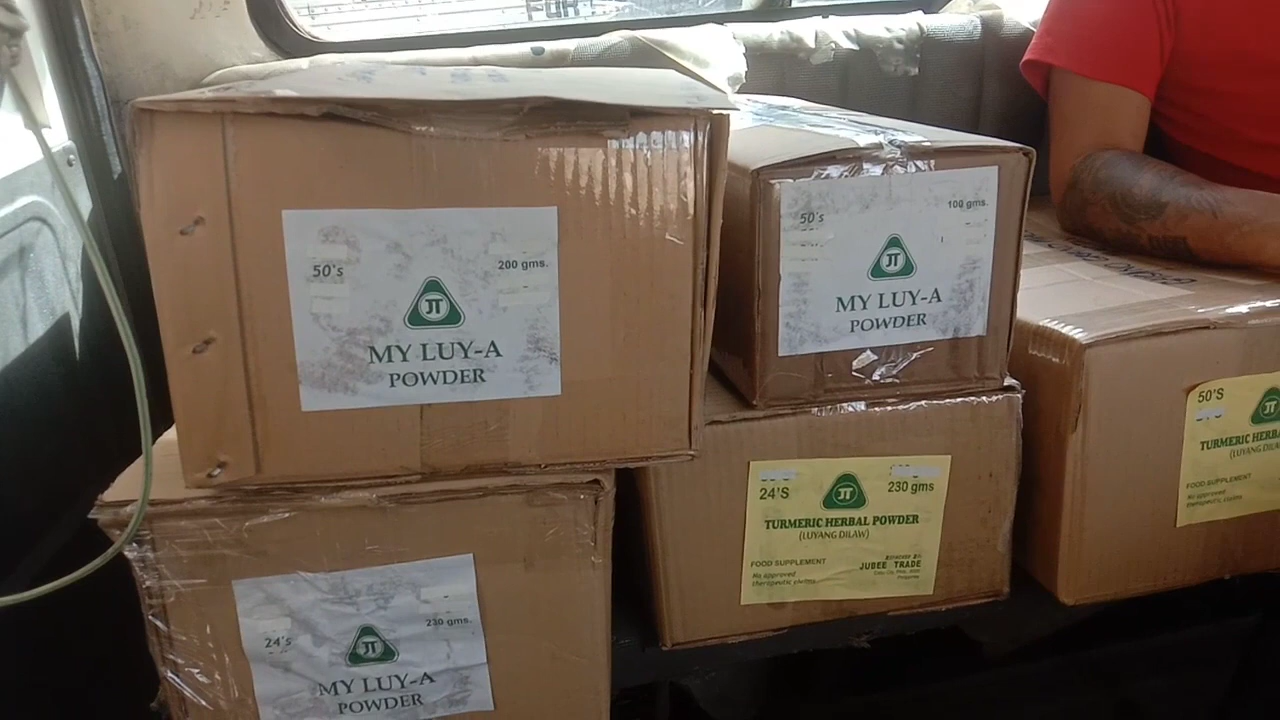 50's
200 gms.
JT
MY LUY-A
POWDER
50's
100 gms.
JT
MY LUY-A
POWDER
24's
230 gms.
JT
MY LUY-A
POWDER
24'S
230 gms
JT
TURMERIC HERBAL POWDER
(LUYANG DILAW)
FOOD SUPPLEMENT
No approved
therapeutic claims
JUBEE TRADE
50'S
TURMERIC HERBAL
(LUYANG
FOOD SUPPLEMENT
No approved
therapeutic claims